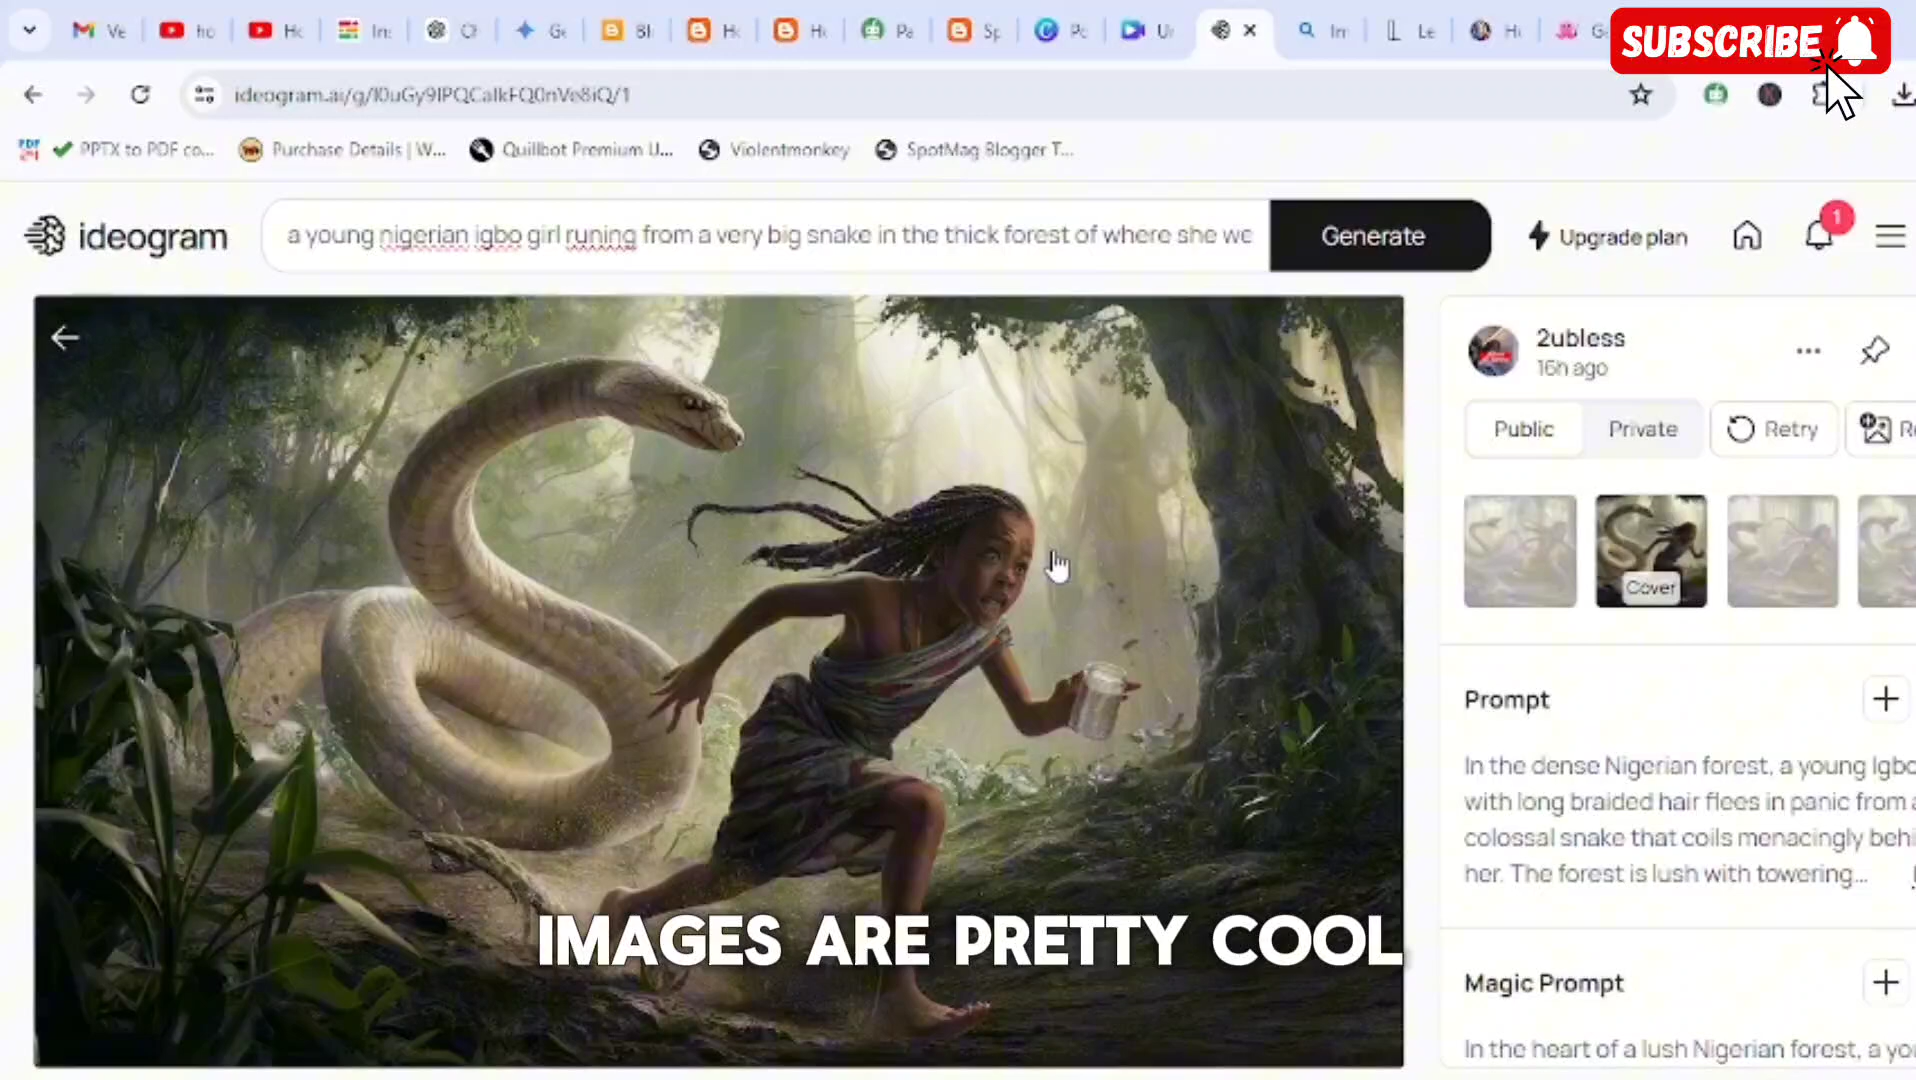 SUBSCRIBE
ideogram.ai/g/l0uGy9lPQCalkFQ0nVe8iQ/1
PPTX to PDF co...
Purchase Details | W...
Quillbot Premium U...
Violentmonkey
SpotMag Blogger T...
ideogram
a young nigerian igbo girl runing from a very big snake in the thick forest of where she we
Generate
Upgrade plan
1
2ubless
16h ago
Public
Private
Retry
Cover
Prompt
In the dense Nigerian forest, a young Igbo
with long braided hair flees in panic from a
colossal snake that coils menacingly behi
her. The forest is lush with towering...
IMAGES ARE PRETTY COOL
Magic Prompt
In the heart of a lush Nigerian forest, a yo